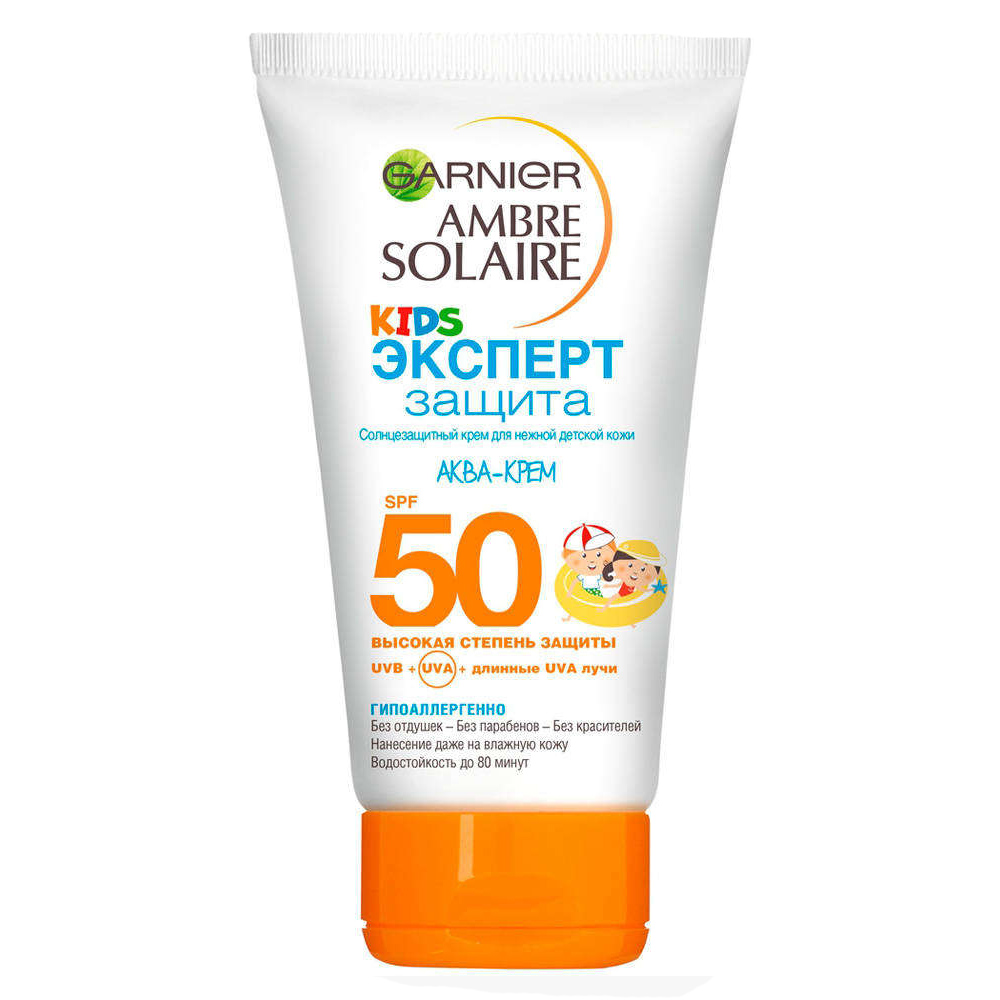 GARNIER
AMBRE
SOLAIRE
KIDS
ЭКСПЕРТ
защита
Солнцезащитный крем для нежной детской кожи
АКВА-КРЕМ
SPF
50
ВЫСОКАЯ СТЕПЕНЬ ЗАЩИТЫ
UVB + UVA + длинные UVA лучи
ГИПОАЛЛЕРГЕННО
Без отдушек – Без парабенов – Без красителей
Нанесение даже на влажную кожу
Водостойкость до 80 минут